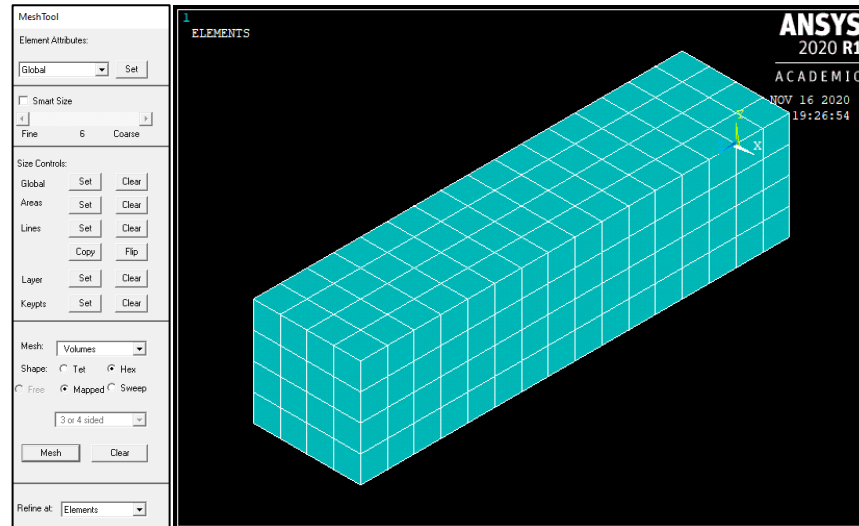 MeshTool
Element Attributes:
Global Set
Smart Size
Fine 6 Coarse
Size Controls:
Global Set Clear
Areas Set Clear
Lines Set Clear
Copy Flip
Layer Set Clear
Keypts Set Clear
Mesh: Volumes
Shape: Tet Hex
Free Mapped Sweep
3 or 4 sided
Mesh Clear
Refine at: Elements
1
ELEMENTS
ANSYS
2020 R1
ACADEMIC
NOV 16 2020
19:26:54
Y
X